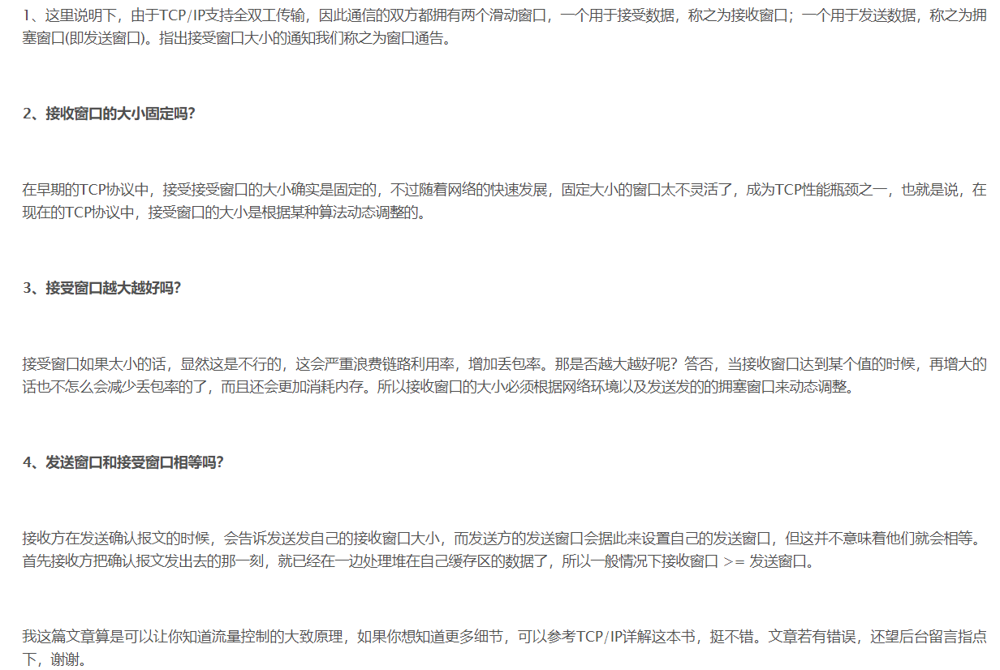 1、这里说明下，由于TCP/IP支持全双工传输，因此通信的双方都拥有两个滑动窗口，一个用于接受数据，称之为接收窗口；一个用于发送数据，称之为拥
塞窗口(即发送窗口)。指出接受窗口大小的通知我们称之为窗口通告。
2、接收窗口的大小固定吗？
在早期的TCP协议中，接受接受窗口的大小确实是固定的，不过随着网络的快速发展，固定大小的窗口太不灵活了，成为TCP性能瓶颈之一，也就是说，在
现在的TCP协议中，接受窗口的大小是根据某种算法动态调整的。
3、接受窗口越大越好吗？
接受窗口如果太小的话，显然这是不行的，这会严重浪费链路利用率，增加丢包率。那是否越大越好呢？答否，当接收窗口达到某个值的时候，再增大的
话也不怎么会减少丢包率的了，而且还会更加消耗内存。所以接收窗口的大小必须根据网络环境以及发送发的的拥塞窗口来动态调整。
4、发送窗口和接受窗口相等吗？
接收方在发送确认报文的时候，会告诉发送发自己的接收窗口大小，而发送方的发送窗口会据此来设置自己的发送窗口，但这并不意味着他们就会相等。
首先接收方把确认报文发出去的那一刻，就已经在一边处理堆在自己缓存区的数据了，所以一般情况下接收窗口 >= 发送窗口。
我这篇文章算是可以让你知道流量控制的大致原理，如果你想知道更多细节，可以参考TCP/IP详解这本书，挺不错。文章若有错误，还望后台留言指点
下，谢谢。